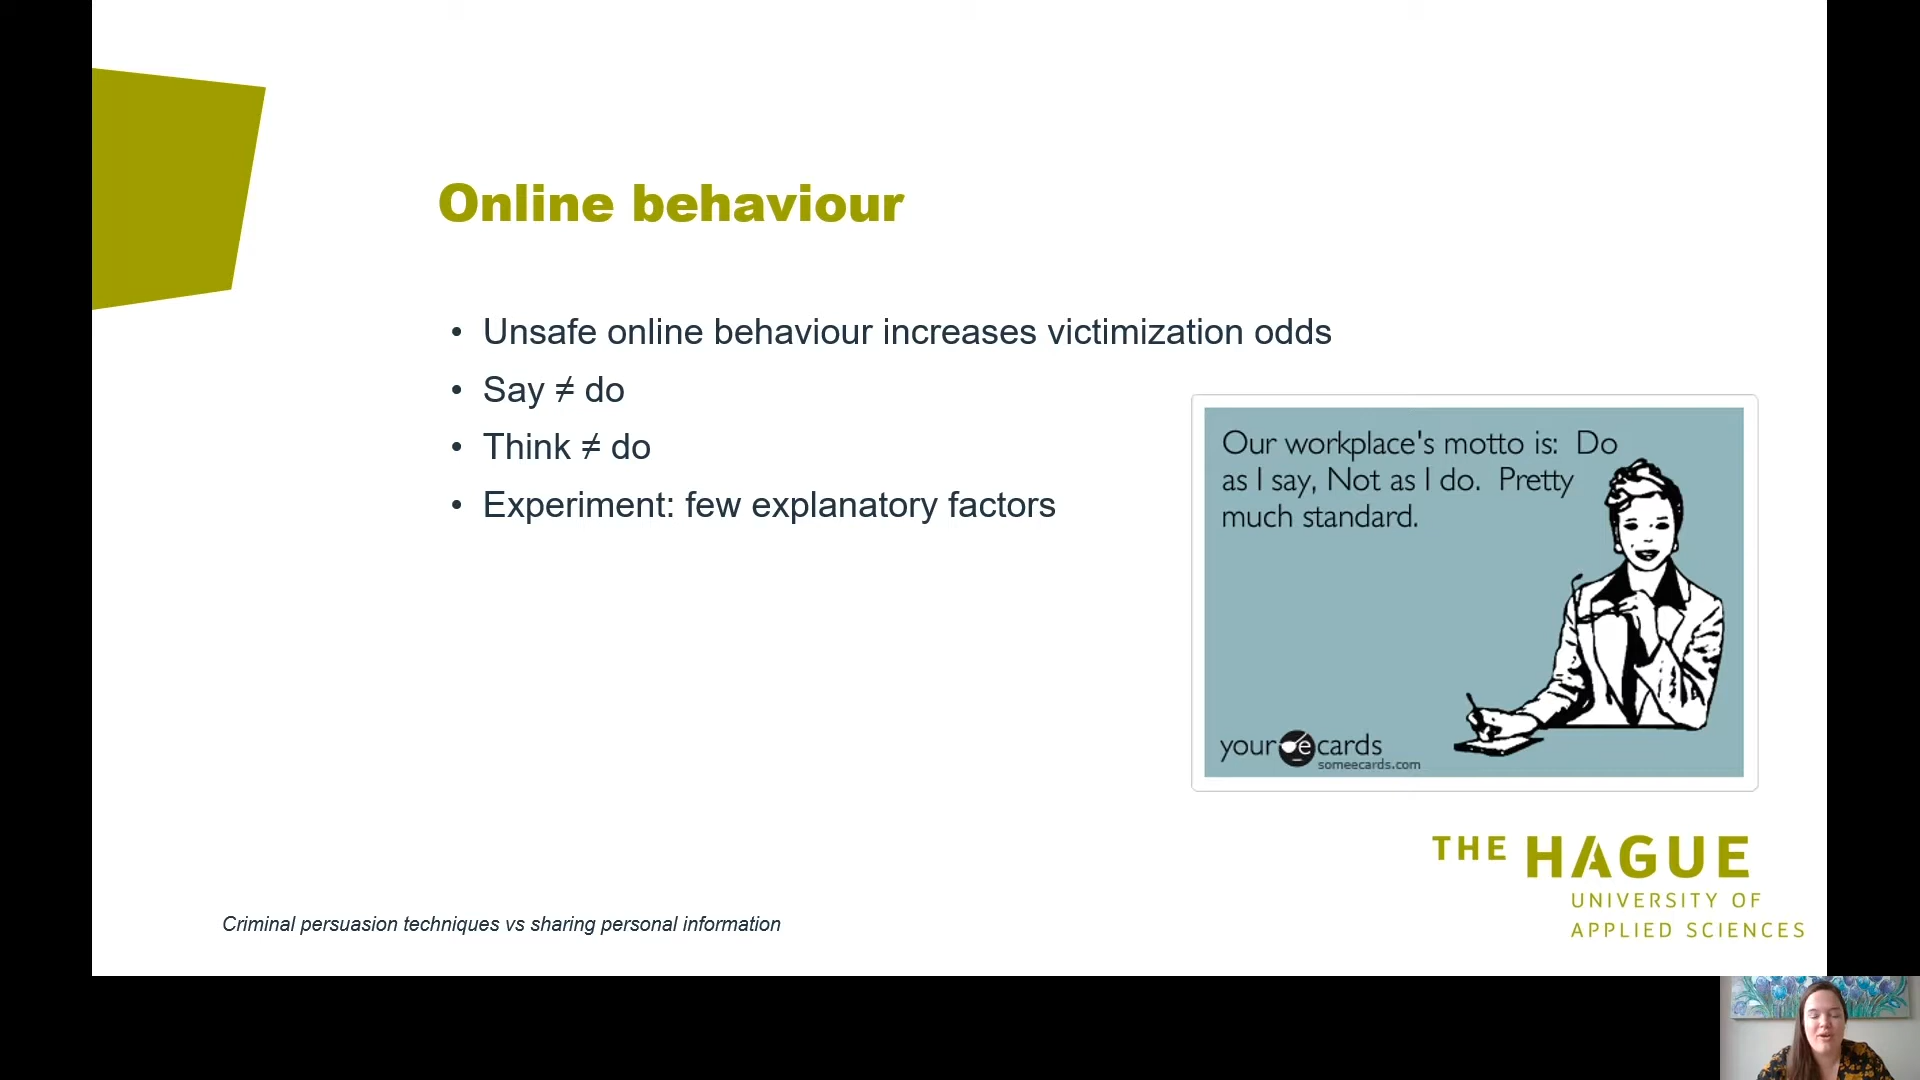 Online behaviour
• Unsafe online behaviour increases victimization odds
• Say ≠ do
• Think ≠ do
• Experiment: few explanatory factors
Our workplace's motto is: Do
as I say, Not as I do. Pretty
much standard.
your e cards
someecards.com
THE HAGUE
UNIVERSITY OF
APPLIED SCIENCES
Criminal persuasion techniques vs sharing personal information